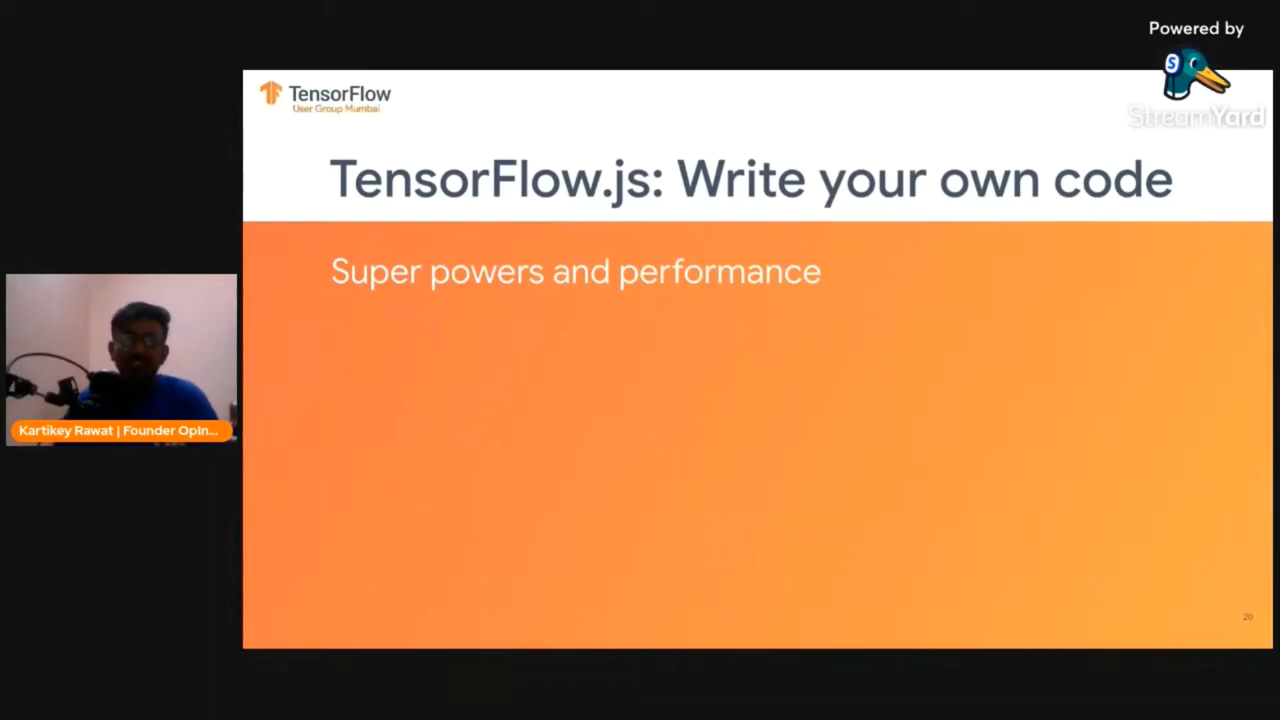 Powered by
S
StreamYard
TensorFlow
User Group Mumbai
TensorFlow.js: Write your own code
Super powers and performance
Kartikey Rawat | Founder OpIn...
20